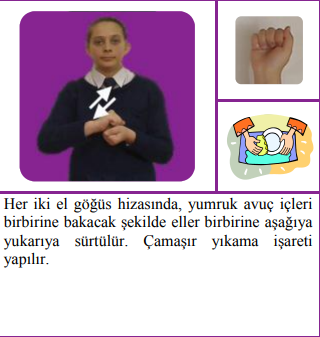 Her iki el göğüs hizasında, yumruk avuç içleri
birbirine bakacak şekilde eller birbirine aşağıya
yukarıya sürtülür. Çamaşır yıkama işareti
yapılır.